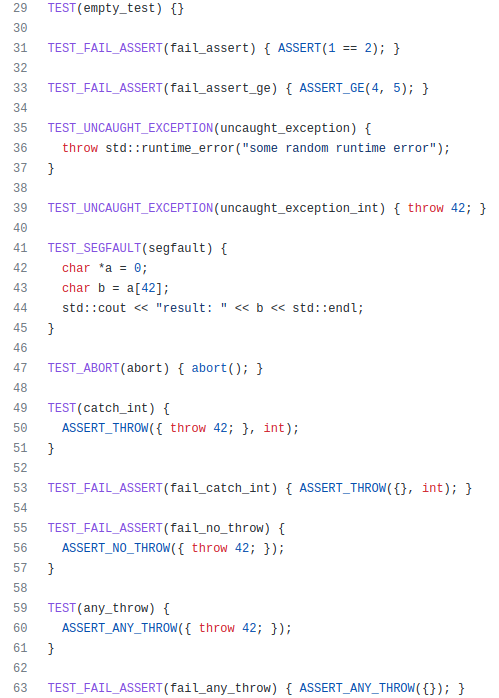 29 TEST(empty_test) {}
30
31 TEST_FAIL_ASSERT(fail_assert) { ASSERT(1 == 2); }
32
33 TEST_FAIL_ASSERT(fail_assert_ge) { ASSERT_GE(4, 5); }
34
35 TEST_UNCAUGHT_EXCEPTION(uncaught_exception) {
36   throw std::runtime_error("some random runtime error");
37 }
38
39 TEST_UNCAUGHT_EXCEPTION(uncaught_exception_int) { throw 42; }
40
41 TEST_SEGFAULT(segfault) {
42   char *a = 0;
43   char b = a[42];
44   std::cout << "result: " << b << std::endl;
45 }
46
47 TEST_ABORT(abort) { abort(); }
48
49 TEST(catch_int) {
50   ASSERT_THROW({ throw 42; }, int);
51 }
52
53 TEST_FAIL_ASSERT(fail_catch_int) { ASSERT_THROW({}, int); }
54
55 TEST_FAIL_ASSERT(fail_no_throw) {
56   ASSERT_NO_THROW({ throw 42; });
57 }
58
59 TEST(any_throw) {
60   ASSERT_ANY_THROW({ throw 42; });
61 }
62
63 TEST_FAIL_ASSERT(fail_any_throw) { ASSERT_ANY_THROW({}); }